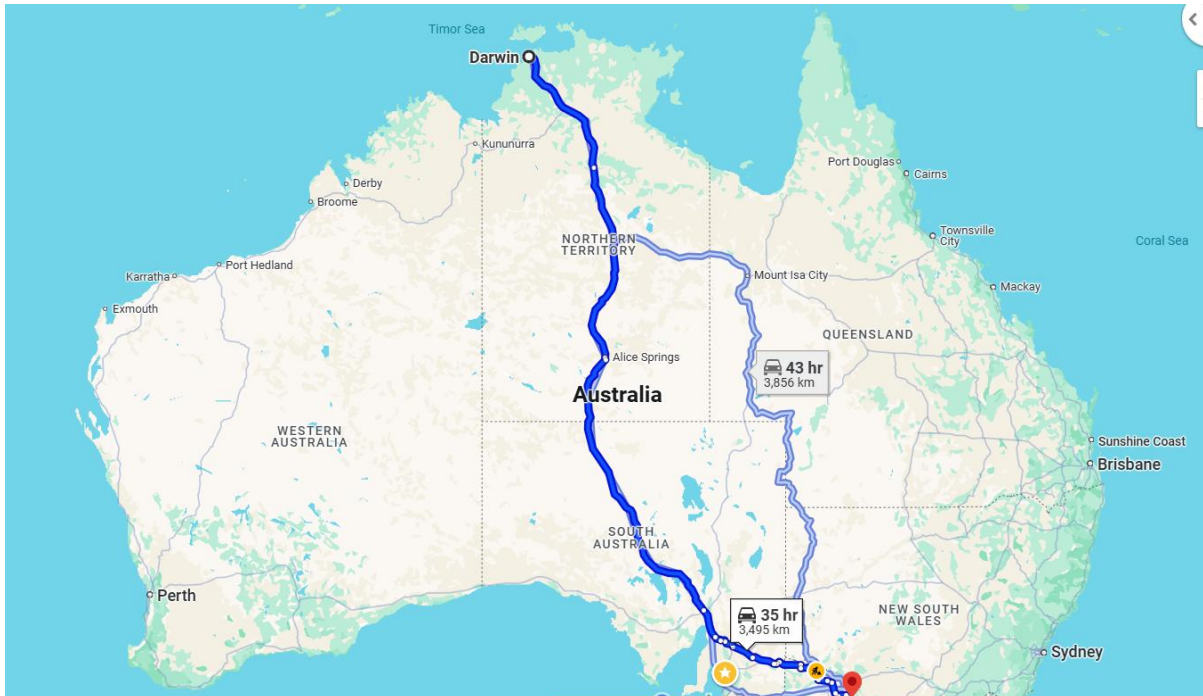 Timor Sea
Darwin
Kununurra
Port Douglas
Cairns
Derby
Broome
Townsville
City
Coral Sea
NORTHERN
TERRITORY
Port Hedland
Karratha
Mount Isa City
Mackay
Exmouth
QUEENSLAND
Alice Springs
43 hr
3,856 km
Australia
WESTERN
AUSTRALIA
Sunshine Coast
Brisbane
SOUTH
AUSTRALIA
Perth
NEW SOUTH
WALES
35 hr
3,495 km
Sydney